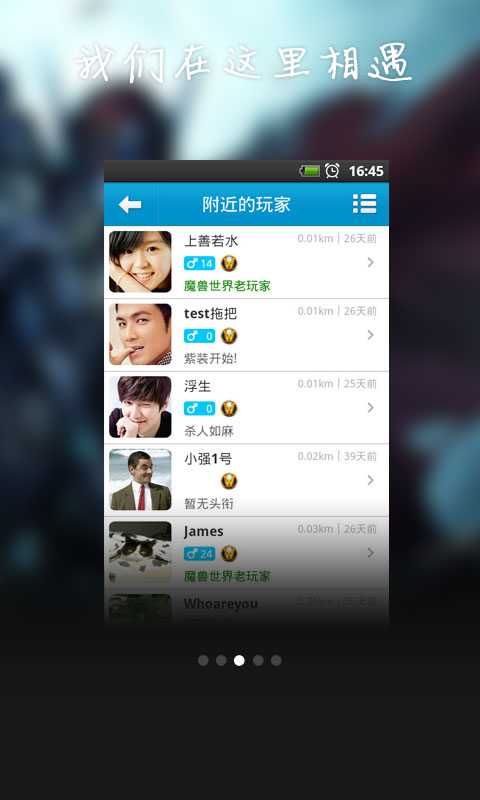 我们在这里相遇
16:45
附近的玩家
上善若水
0.01km | 26天前
14
魔兽世界老玩家
test拖把
0.01km | 26天前
0
紫装开始!
浮生
0.01km | 25天前
0
杀人如麻
小强1号
0.02km | 39天前
暂无头衔
James
0.03km | 26天前
24
魔兽世界老玩家
Whoareyou
0.35km | 36天前